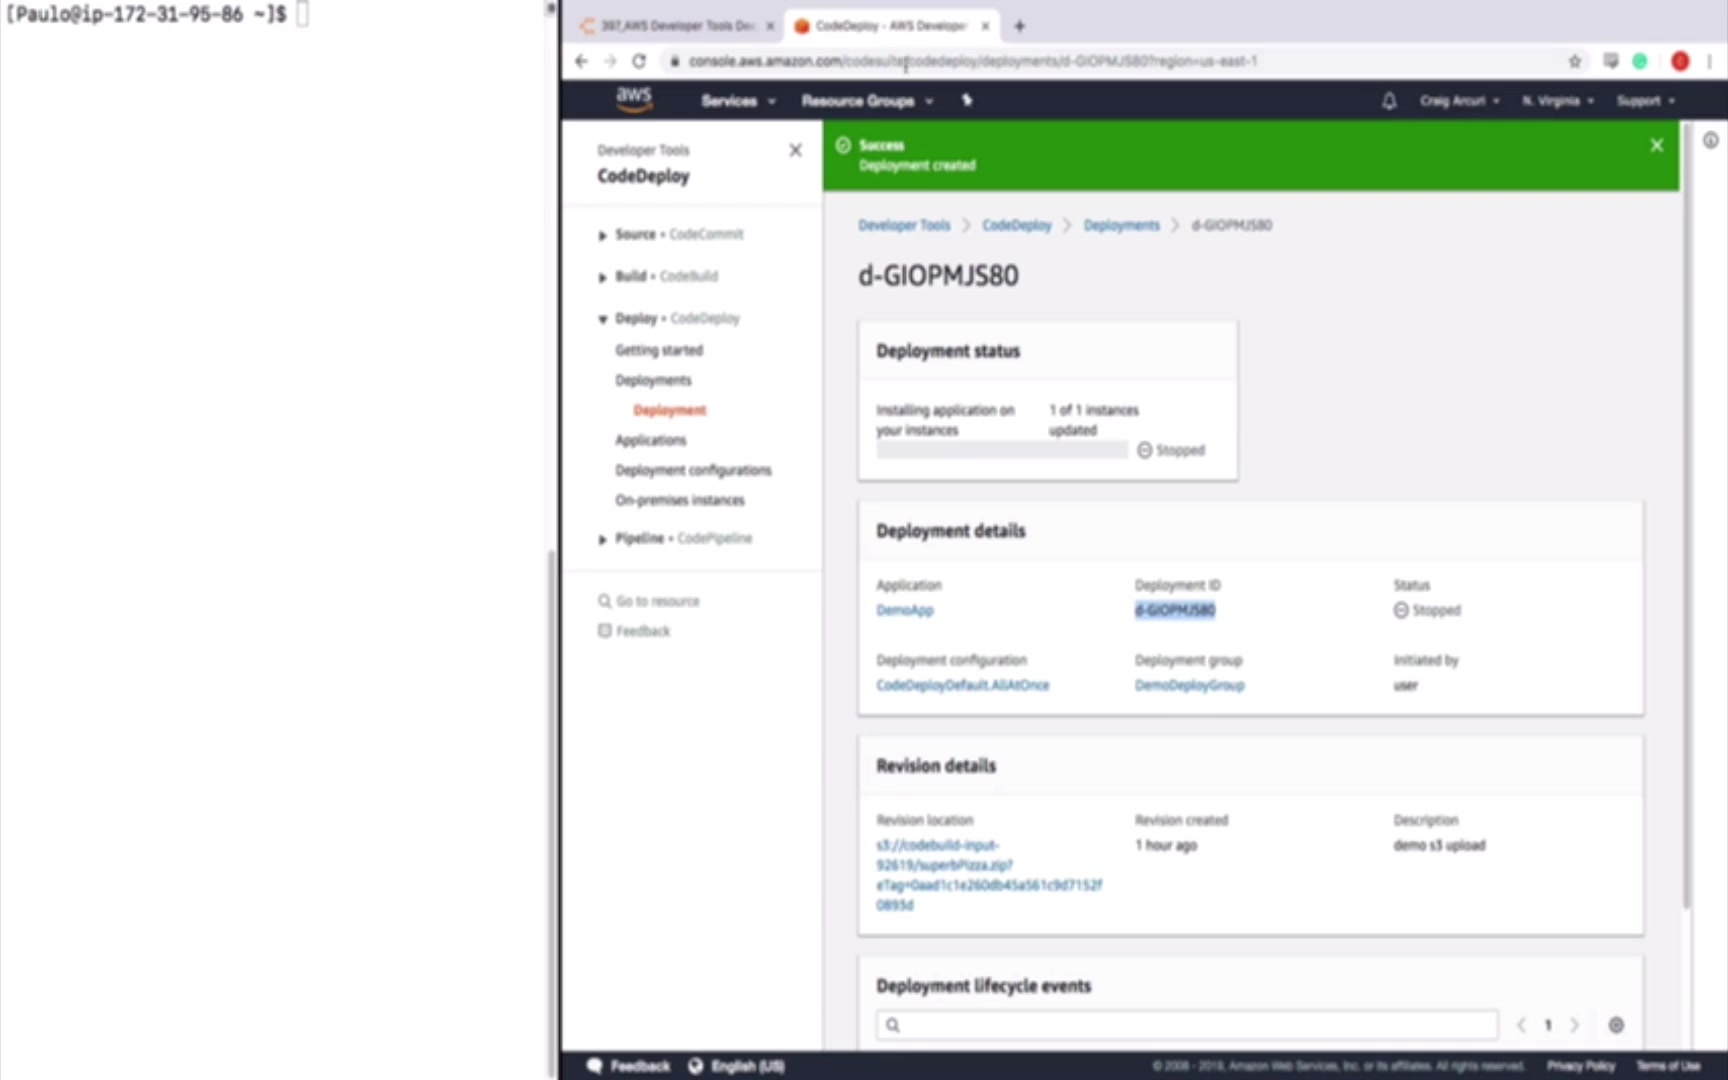 [Paulo@ip-172-31-95-86 ~]$
397_AWS Developer Tools De
CodeDeploy - AWS Developer
console.aws.amazon.com/codesuite/codedeploy/deployments/d-GIOPMJS80?region=us-east-1
aws
Services
Resource Groups
Craig Arcuri
N. Virginia
Support
Developer Tools
CodeDeploy
Source • CodeCommit
Build • CodeBuild
Deploy • CodeDeploy
Getting started
Deployments
Deployment
Applications
Deployment configurations
On-premises instances
Pipeline • CodePipeline
Go to resource
Feedback
Success
Deployment created
Developer Tools > CodeDeploy > Deployments > d-GIOPMJS80
d-GIOPMJS80
Deployment status
Installing application on
your instances
1 of 1 instances
updated
Stopped
Deployment details
Application
Deployment ID
Status
DemoApp
d-GIOPMJS80
Stopped
Deployment configuration
Deployment group
Initiated by
CodeDeployDefault.AllAtOnce
DemoDeployGroup
user
Revision details
Revision location
Revision created
Description
s3://codebuild-input-
92619/superbPizza.zip?
eTag=0aad1c1e260db45a561c9d7152f
0893d
1 hour ago
demo s3 upload
Deployment lifecycle events
1
Feedback
English (US)
© 2008 - 2019, Amazon Web Services, Inc. or its affiliates. All rights reserved.
Privacy Policy
Terms of Use